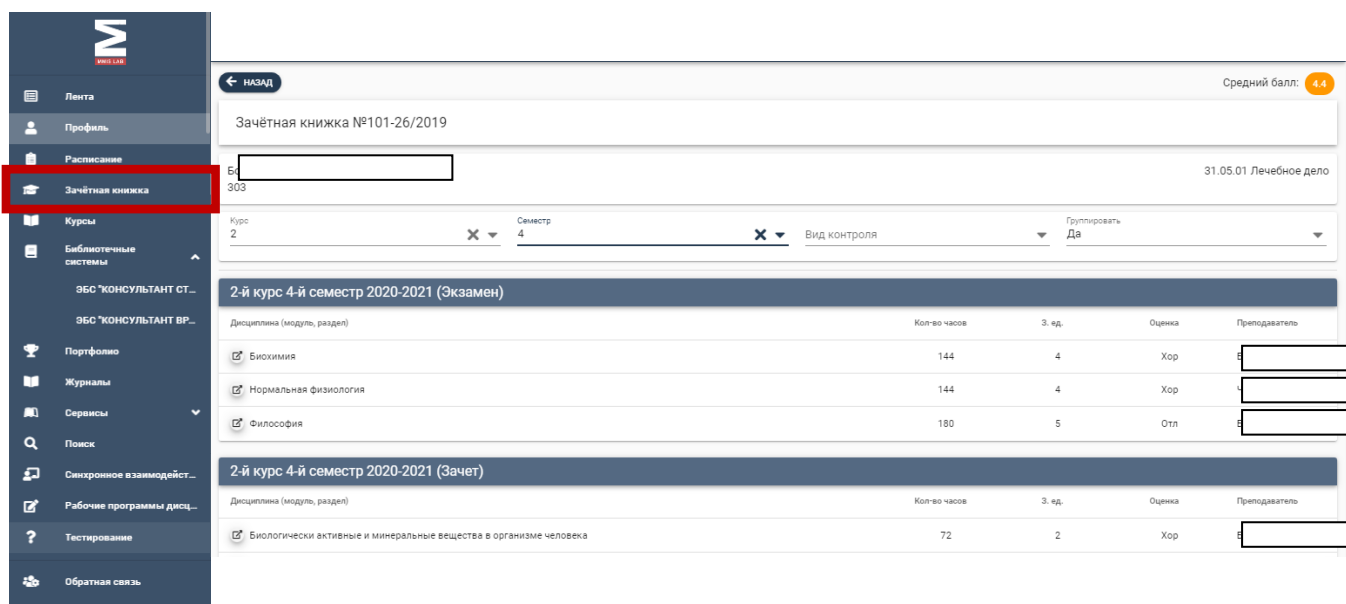 M
MMIS LAB
Лента
Профиль
Расписание
Зачётная книжка
Курсы
Библиотечные
системы
ЭБС "КОНСУЛЬТАНТ СТ...
ЭБС "КОНСУЛЬТАНТ ВР...
Портфолио
Журналы
Сервисы
Поиск
Синхронное взаимодейст...
Рабочие программы дисц...
Тестирование
Обратная связь
НАЗАД
Средний балл: 4.4
Зачётная книжка №101-26/2019
31.05.01 Лечебное дело
303
Курс Семестр Группировать
2 4 Вид контроля Да
2-й курс 4-й семестр 2020-2021 (Экзамен)
Дисциплина (модуль, раздел) Кол-во часов З. ед. Оценка Преподаватель
Биохимия 144 4 Хор
Нормальная физиология 144 4 Хор
Философия 180 5 Отл
2-й курс 4-й семестр 2020-2021 (Зачет)
Дисциплина (модуль, раздел) Кол-во часов З. ед. Оценка Преподаватель
Биологически активные и минеральные вещества в организме человека 72 2 Хор